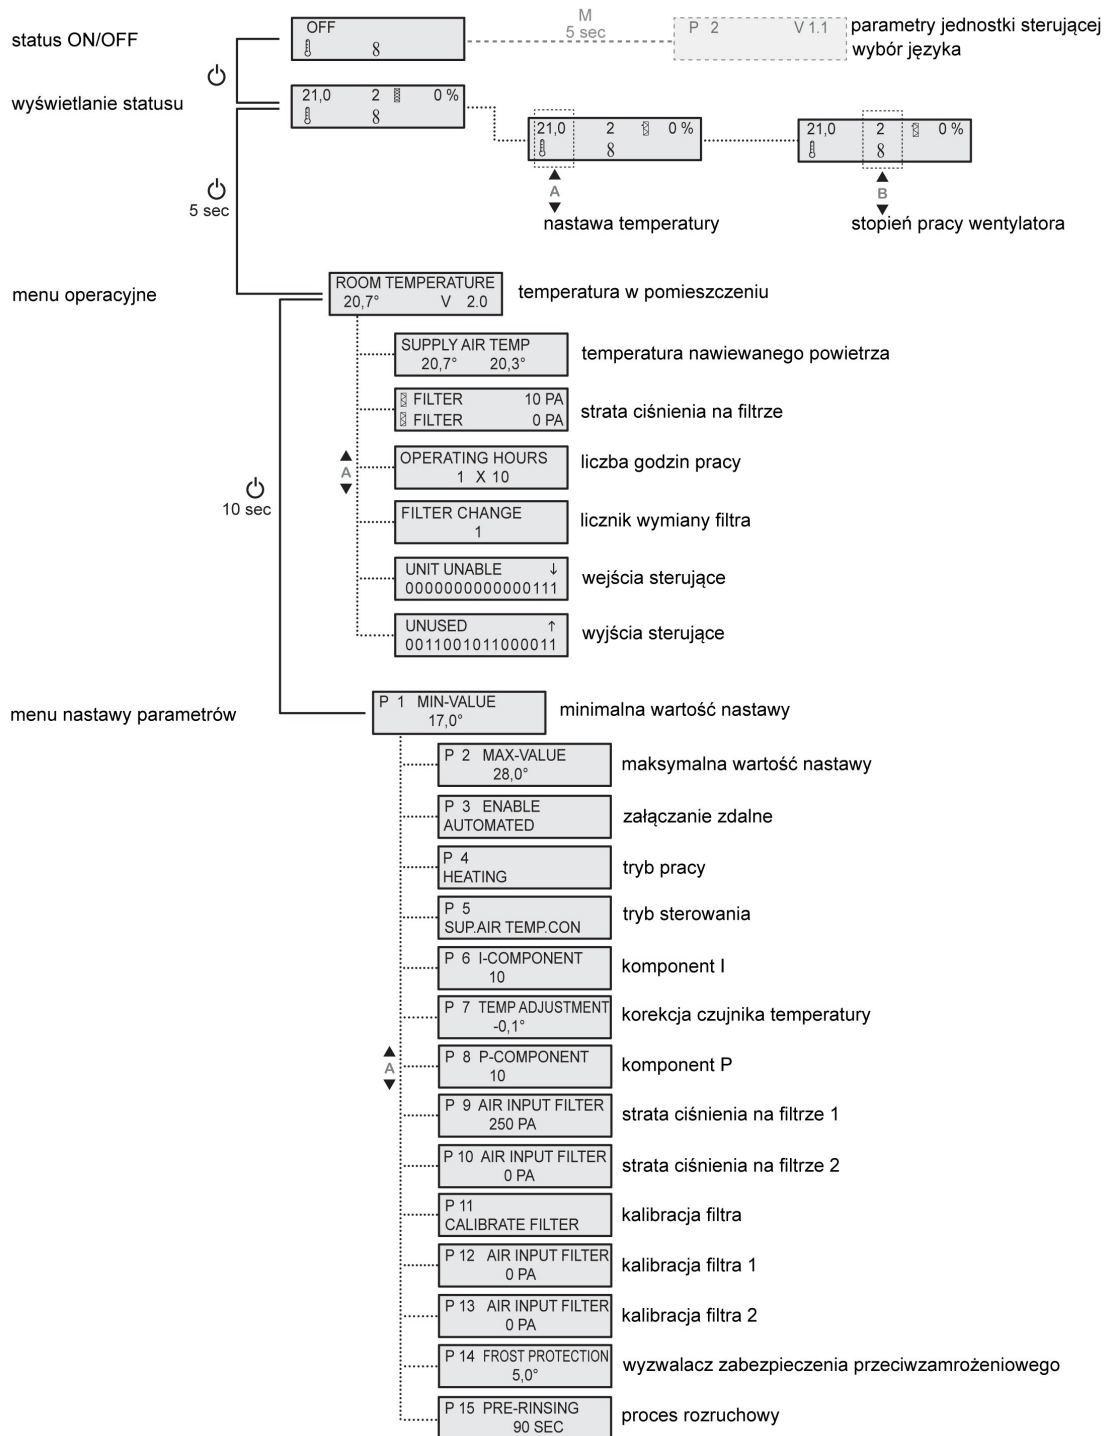 status ON/OFF
OFF
M
5 sec
P 2 V 1.1
parametry jednostki sterującej
wybór języka
wyświetlanie statusu
21,0 2 0 %
21,0 2 0 %
21,0 2 0 %
A
B
5 sec
nastawa temperatury
stopień pracy wentylatora
menu operacyjne
ROOM TEMPERATURE
20,7° V 2.0
temperatura w pomieszczeniu
SUPPLY AIR TEMP
20,7° 20,3°
temperatura nawiewanego powietrza
FILTER 10 PA
FILTER 0 PA
strata ciśnienia na filtrze
A
OPERATING HOURS
1 X 10
liczba godzin pracy
10 sec
FILTER CHANGE
1
licznik wymiany filtra
UNIT UNABLE ↓
0000000000000111
wejścia sterujące
UNUSED ↑
0011001011000011
wyjścia sterujące
menu nastawy parametrów
P 1 MIN-VALUE
17,0°
minimalna wartość nastawy
P 2 MAX-VALUE
28,0°
maksymalna wartość nastawy
P 3 ENABLE
AUTOMATED
załączanie zdalne
P 4
HEATING
tryb pracy
P 5
SUP.AIR TEMP.CON
tryb sterowania
P 6 I-COMPONENT
10
komponent I
P 7 TEMP ADJUSTMENT
-0,1°
korekcja czujnika temperatury
A
P 8 P-COMPONENT
10
komponent P
P 9 AIR INPUT FILTER
250 PA
strata ciśnienia na filtrze 1
P 10 AIR INPUT FILTER
0 PA
strata ciśnienia na filtrze 2
P 11
CALIBRATE FILTER
kalibracja filtra
P 12 AIR INPUT FILTER
0 PA
kalibracja filtra 1
P 13 AIR INPUT FILTER
0 PA
kalibracja filtra 2
P 14 FROST PROTECTION
5,0°
wyzwalacz zabezpieczenia przeciwzamrożeniowego
P 15 PRE-RINSING
90 SEC
proces rozruchowy